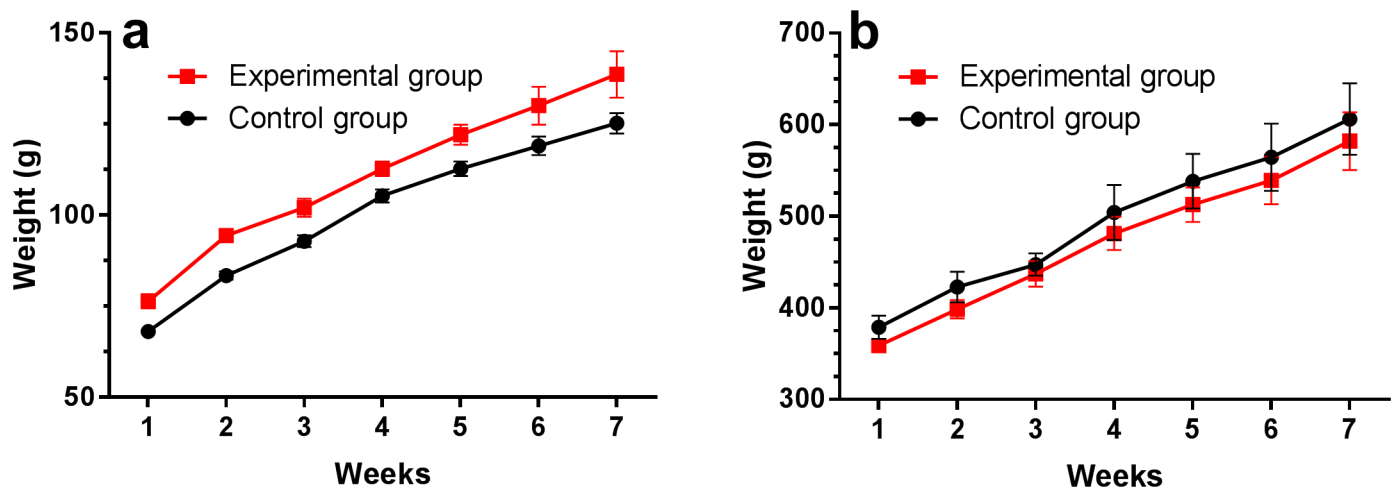 a
Experimental group
Control group
Weight (g)
150
100
50
1 2 3 4 5 6 7
Weeks
b
Experimental group
Control group
Weight (g)
700
600
500
400
300
1 2 3 4 5 6 7
Weeks